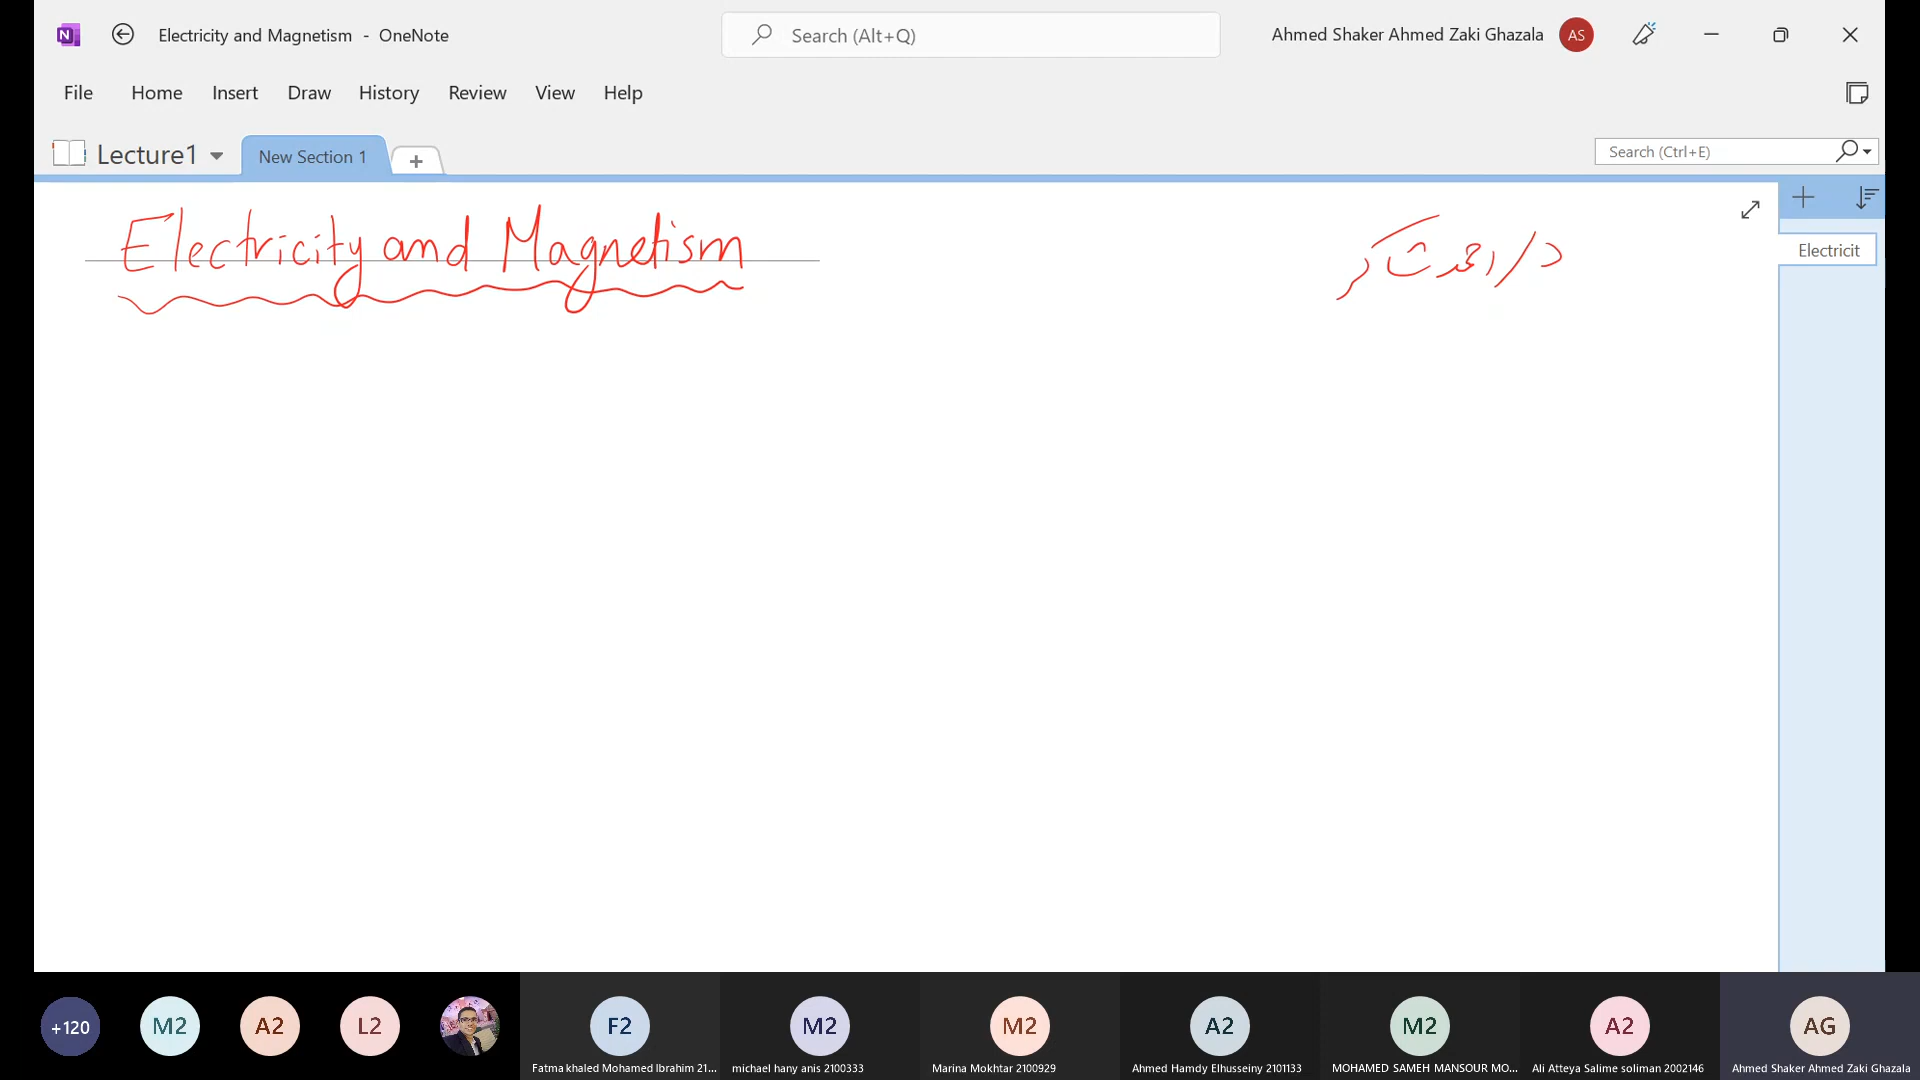 Electricity and Magnetism - OneNote
Search (Alt+Q)
Ahmed Shaker Ahmed Zaki Ghazala AS
File Home Insert Draw History Review View Help
Lecture1 New Section 1 +
Search (Ctrl+E)
Electricity and Magnetism
د/احمد شاكر
Electricit
+120 M2 A2 L2 F2 M2 M2 A2 M2 A2 AG
Fatma khaled Mohamed Ibrahim 21... michael hany anis 2100333 Marina Mokhtar 2100929 Ahmed Hamdy Elhusseiny 2101133 MOHAMED SAMEH MANSOUR MO... Ali Atteya Salime soliman 2002146 Ahmed Shaker Ahmed Zaki Ghazala